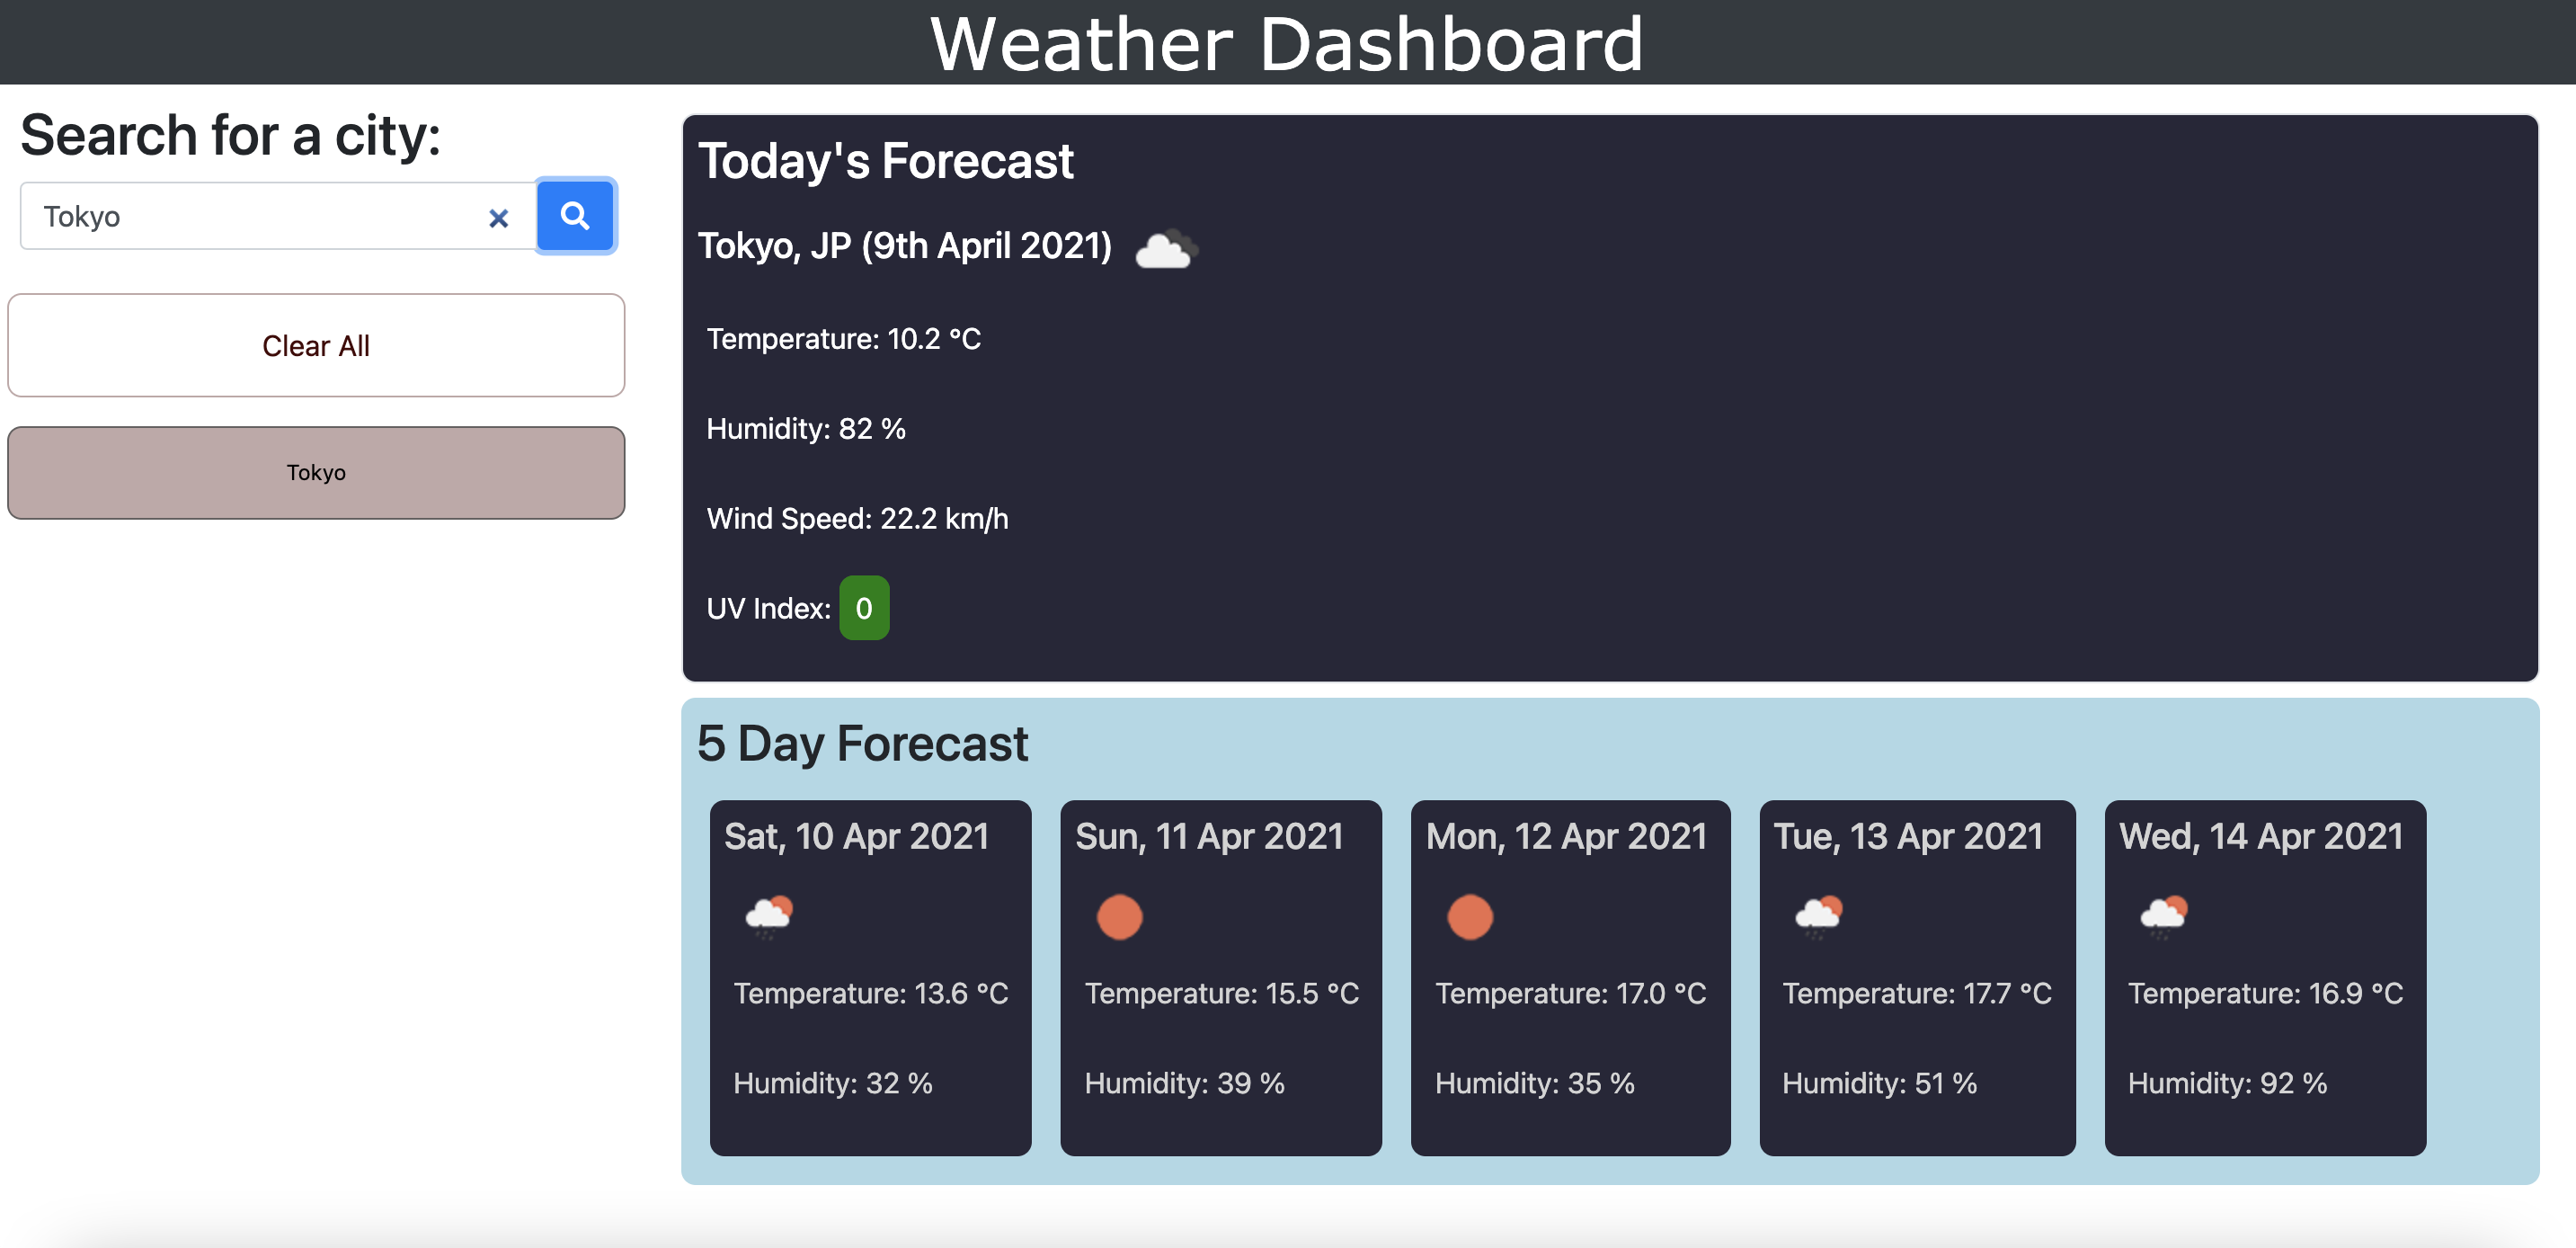 Weather Dashboard
Search for a city:
Tokyo
Clear All
Tokyo
Today's Forecast
Tokyo, JP (9th April 2021)
Temperature: 10.2 °C
Humidity: 82 %
Wind Speed: 22.2 km/h
UV Index: 0
5 Day Forecast
Sat, 10 Apr 2021
Temperature: 13.6 °C
Humidity: 32 %
Sun, 11 Apr 2021
Temperature: 15.5 °C
Humidity: 39 %
Mon, 12 Apr 2021
Temperature: 17.0 °C
Humidity: 35 %
Tue, 13 Apr 2021
Temperature: 17.7 °C
Humidity: 51 %
Wed, 14 Apr 2021
Temperature: 16.9 °C
Humidity: 92 %